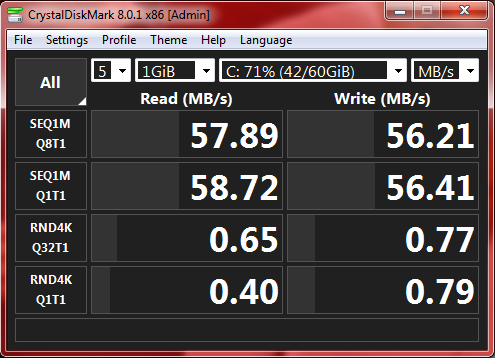 CrystalDiskMark 8.0.1 x86 [Admin]
File Settings Profile Theme Help Language
All 5 1GiB C: 71% (42/60GiB) MB/s
Read (MB/s) Write (MB/s)
SEQ1M
Q8T1 57.89 56.21
SEQ1M
Q1T1 58.72 56.41
RND4K
Q32T1 0.65 0.77
RND4K
Q1T1 0.40 0.79